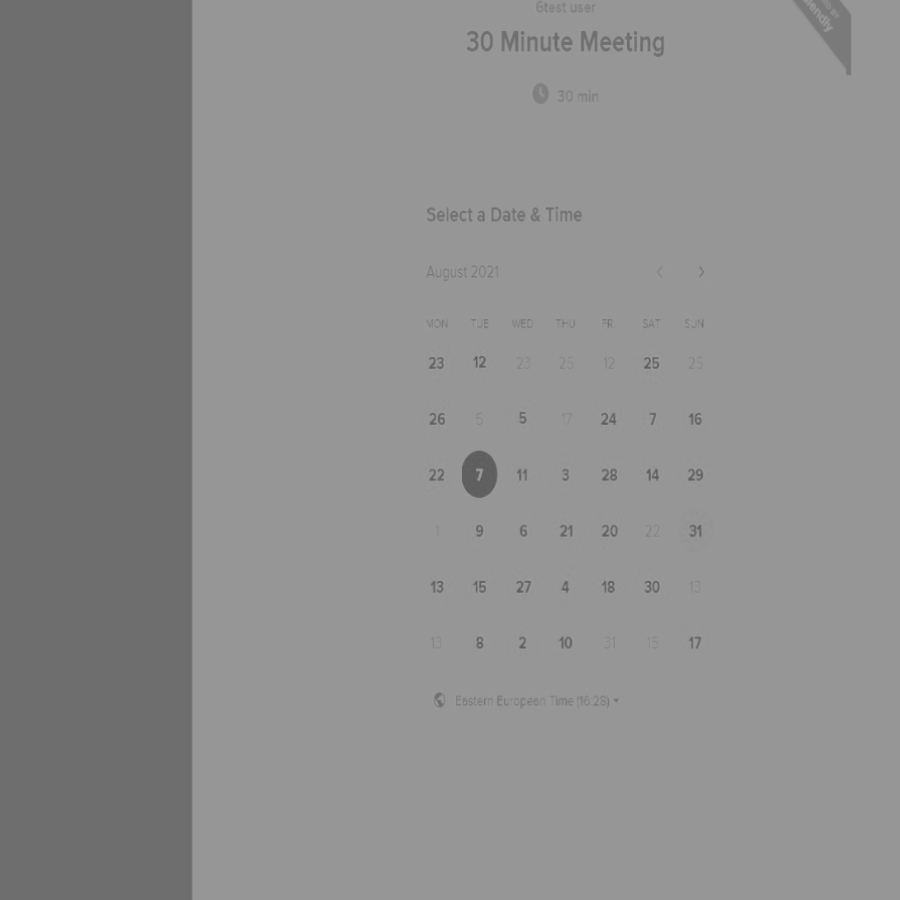 6test user
30 Minute Meeting
30 min
Select a Date & Time
August 2021
MON TUE WED THU FRI SAT SUN
23 12 23 25 12 25 25
26 5 5 17 24 7 16
22 7 11 3 28 14 29
1 9 6 21 20 22 31
13 15 27 4 18 30 13
13 8 2 10 31 15 17
Eastern European Time (16:28)